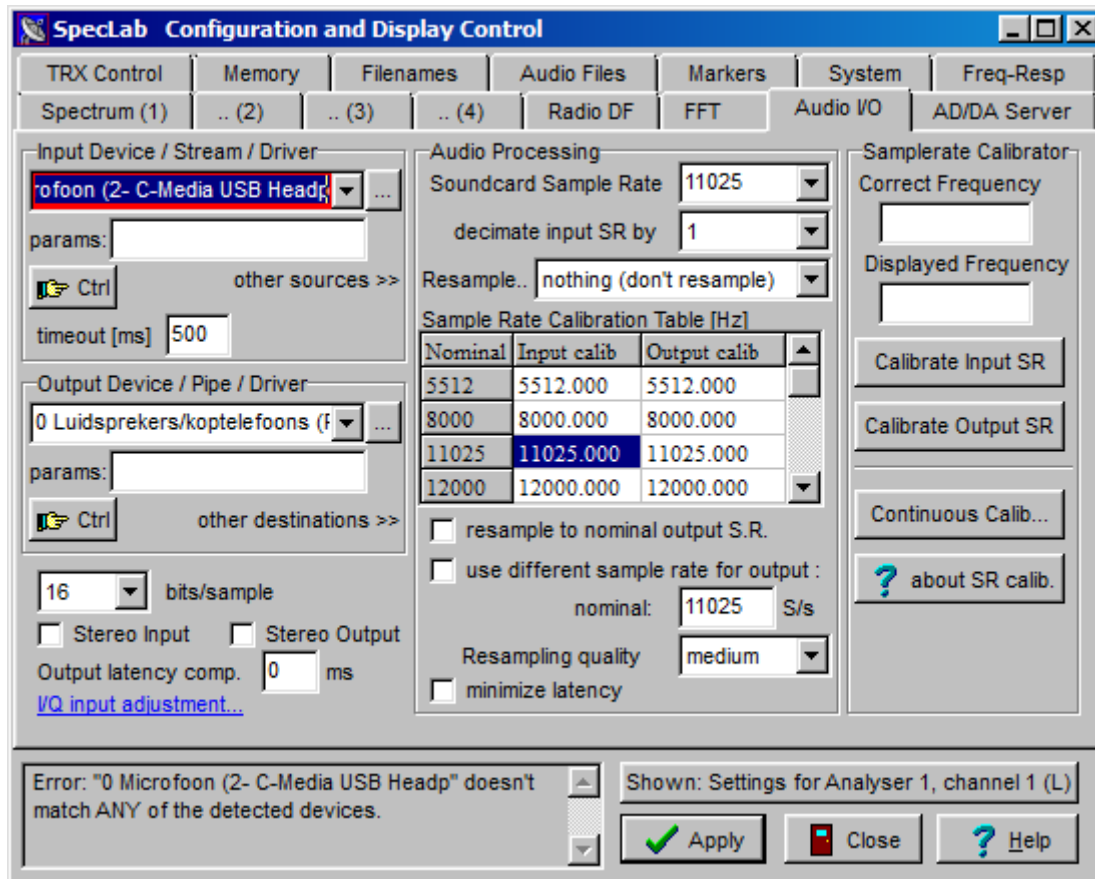 SpecLab Configuration and Display Control
TRX Control Memory Filenames Audio Files Markers System Freq-Resp
Spectrum (1) .. (2) .. (3) .. (4) Radio DF FFT Audio I/O AD/DA Server
Input Device / Stream / Driver
rofoon (2- C-Media USB Headp
...
params:
Ctrl
other sources >>
timeout [ms] 500
Output Device / Pipe / Driver
0 Luidsprekers/koptelefoons (F
...
params:
Ctrl
other destinations >>
16 bits/sample
Stereo Input Stereo Output
Output latency comp. 0 ms
I/Q input adjustment...
Audio Processing
Soundcard Sample Rate 11025
decimate input SR by 1
Resample.. nothing (don't resample)
Sample Rate Calibration Table [Hz]
Nominal Input calib Output calib
5512 5512.000 5512.000
8000 8000.000 8000.000
11025 11025.000 11025.000
12000 12000.000 12000.000
resample to nominal output S.R.
use different sample rate for output :
nominal: 11025 S/s
Resampling quality medium
minimize latency
Samplerate Calibrator
Correct Frequency
Displayed Frequency
Calibrate Input SR
Calibrate Output SR
Continuous Calib...
? about SR calib.
Error: "0 Microfoon (2- C-Media USB Headp" doesn't
match ANY of the detected devices.
Shown: Settings for Analyser 1, channel 1 (L)
Apply Close ? Help